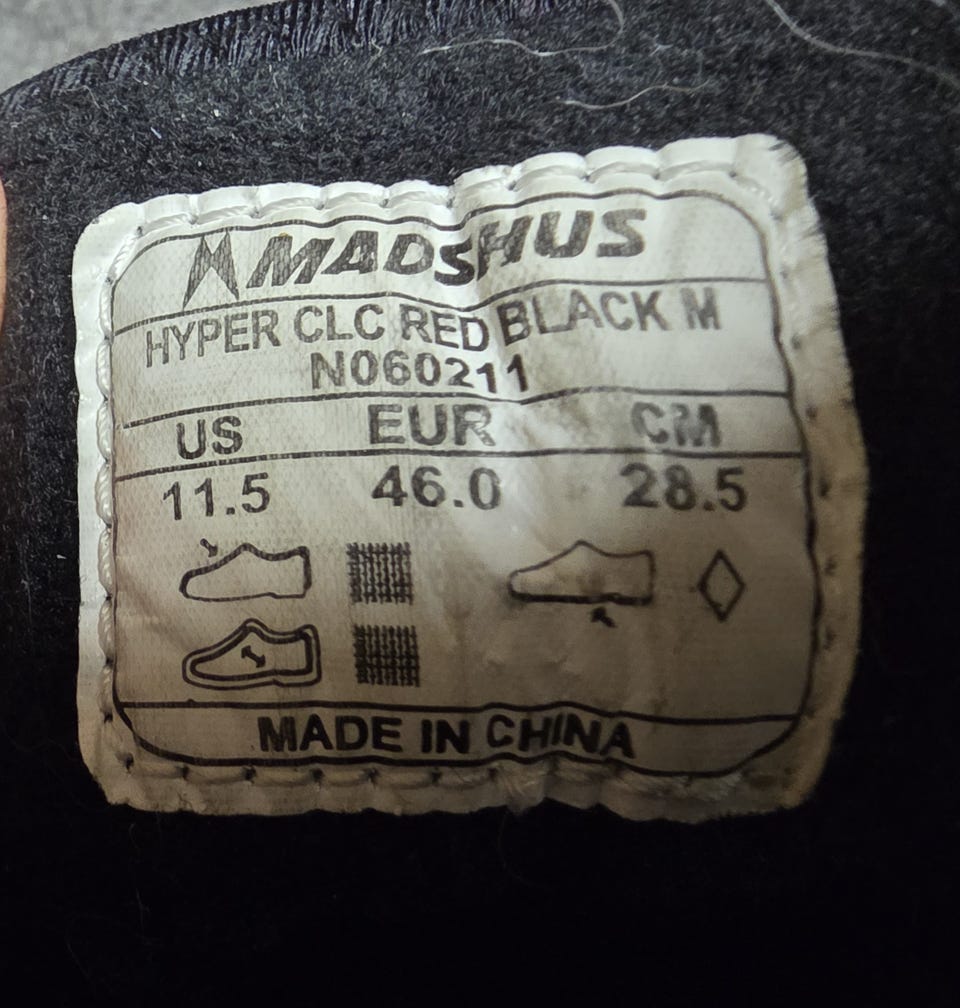 MADSHUS
HYPER CLC RED BLACK M
N060211
US EUR CM
11.5 46.0 28.5
MADE IN CHINA